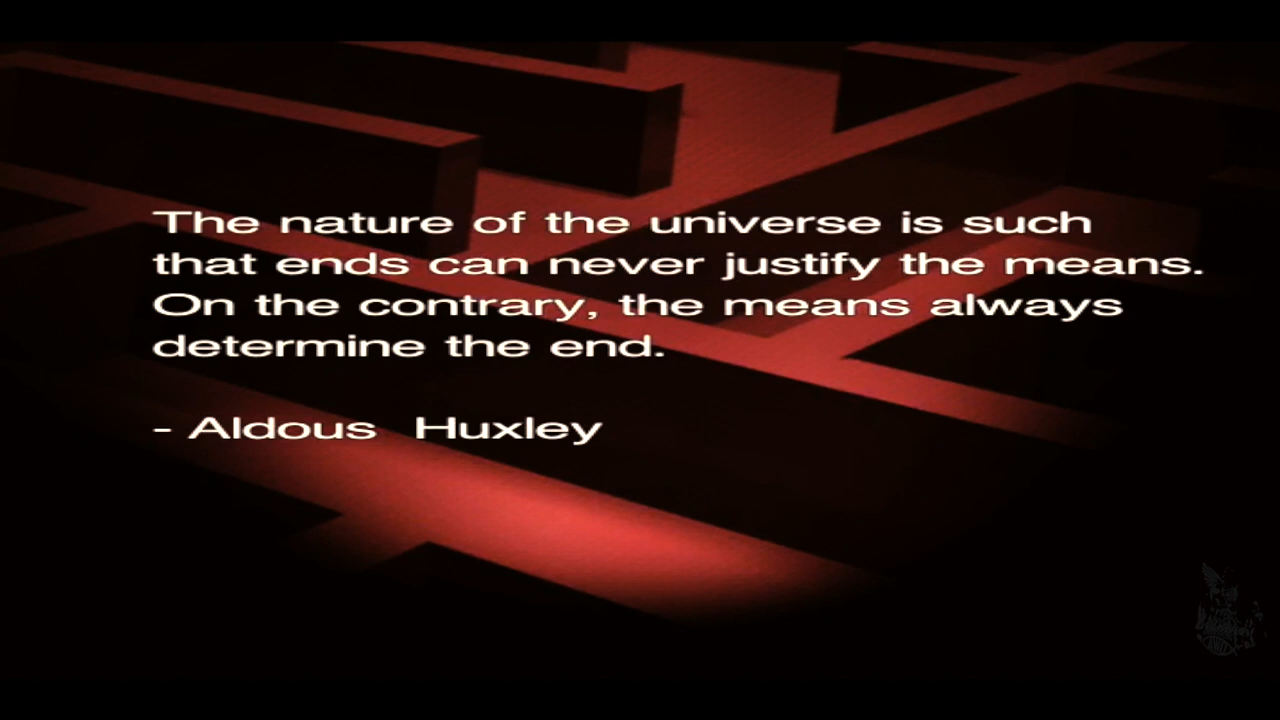 The nature of the universe is such
that ends can never justify the means.
On the contrary, the means always
determine the end.
- Aldous Huxley